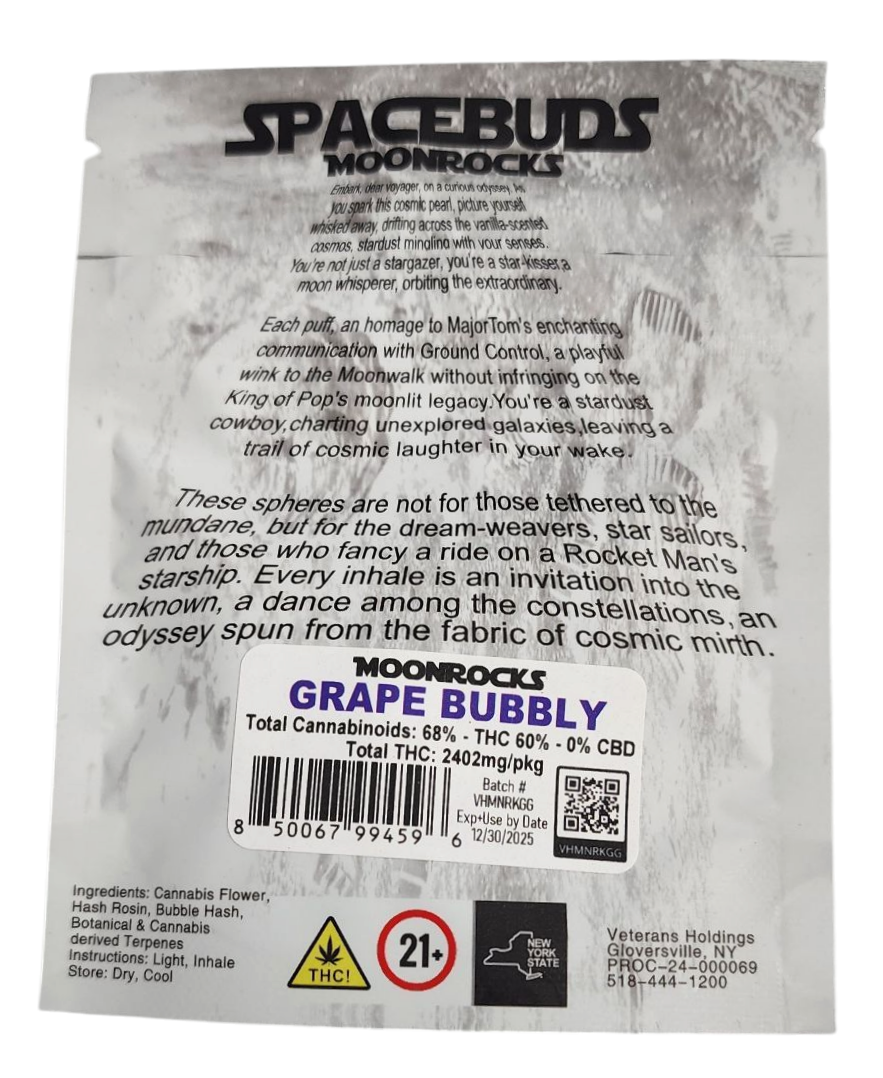 SPACEBUDS
MOONROCKS
Embark, dear voyager, on a curious odyssey. As
you spark this cosmic pearl, picture yourself
whisked away, drifting across the vanilla-scented
cosmos, stardust mingling with your senses.
You're not just a stargazer, you're a star-kisser,a
moon whisperer, orbiting the extraordinary.
Each puff, an homage to MajorTom's enchanting
communication with Ground Control, a playful
wink to the Moonwalk without infringing on the
King of Pop's moonlit legacy.You're a stardust
cowboy,charting unexplored galaxies,leaving a
trail of cosmic laughter in your wake.
These spheres are not for those tethered to the
mundane, but for the dream-weavers, star sailors,
and those who fancy a ride on a Rocket Man's
starship. Every inhale is an invitation into the
unknown, a dance among the constellations, an
odyssey spun from the fabric of cosmic mirth.
MOONROCKS
GRAPE BUBBLY
Total Cannabinoids: 68% - THC 60% - 0% CBD
Total THC: 2402mg/pkg
Batch #
VHMNRKGG
Exp+Use by Date
12/30/2025
8 50067 99459 6
VHMNRKGG
Ingredients: Cannabis Flower,
Hash Rosin, Bubble Hash,
Botanical & Cannabis
derived Terpenes
Instructions: Light, Inhale
Store: Dry, Cool
THC!
21+
NEW
YORK
STATE
Veterans Holdings
Gloversville, NY
PROC-24-000069
518-444-1200